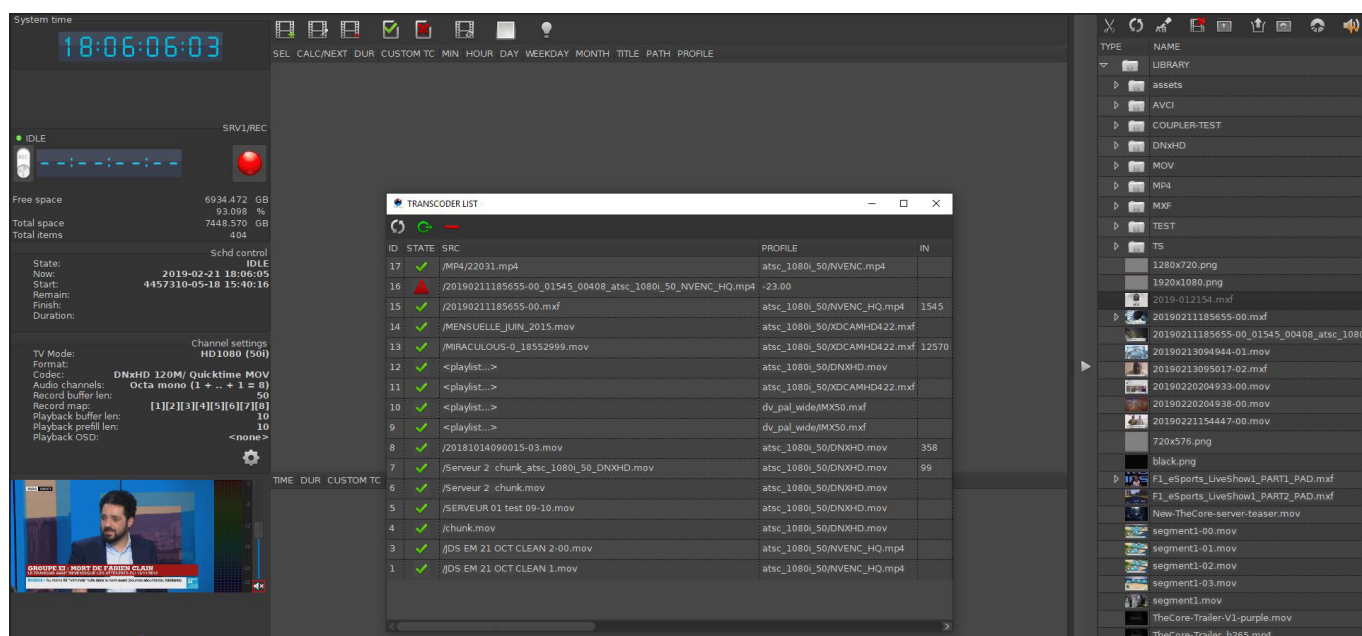 System time
18:06:06:03
SRV1/REC
IDLE
REC
--:--:--:--
Free space 6934.472 GB
93.098 %
Total space 7448.570 GB
Total items 404
Schd control
State: IDLE
Now: 2019-02-21 18:06:05
Start: 4457310-05-18 15:40:16
Remain:
Finish:
Duration:
Channel settings
TV Mode: HD1080 (50i)
Format:
Codec: DNxHD 120M/ Quicktime MOV
Audio channels: Octa mono (1 + .. + 1 = 8)
Record buffer len: 50
Record map: [1][2][3][4][5][6][7][8]
Playback buffer len: 10
Playback prefill len: 10
Playback OSD: <none>
GROUPE EI : MORT DE FABIEN CLAIN
SEL CALC/NEXT DUR CUSTOM TC MIN HOUR DAY WEEKDAY MONTH TITLE PATH PROFILE
TIME DUR CUSTOM TC
TRANSCODER LIST
ID STATE SRC PROFILE IN
17 /MP4/22031.mp4 atsc_1080i_50/NVENC.mp4
16 /20190211185655-00_01545_00408_atsc_1080i_50_NVENC_HQ.mp4 -23.00
15 /20190211185655-00.mxf atsc_1080i_50/NVENC_HQ.mp4 1545
14 /MENSUELLE_JUIN_2015.mov atsc_1080i_50/XDCAMHD422.mxf
13 /MIRACULOUS-0_18552999.mov atsc_1080i_50/XDCAMHD422.mxf 12570
12 <playlist...> atsc_1080i_50/DNXHD.mov
11 <playlist...> atsc_1080i_50/XDCAMHD422.mxf
10 <playlist...> dv_pal_wide/IMX50.mxf
9 <playlist...> dv_pal_wide/IMX50.mxf
8 /20181014090015-03.mov atsc_1080i_50/DNXHD.mov 358
7 /Serveur 2 chunk_atsc_1080i_50_DNXHD.mov atsc_1080i_50/DNXHD.mov 99
6 /Serveur 2 chunk.mov atsc_1080i_50/DNXHD.mov
5 /SERVEUR 01 test 09-10.mov atsc_1080i_50/DNXHD.mov
4 /chunk.mov atsc_1080i_50/DNXHD.mov
3 /JDS EM 21 OCT CLEAN 2-00.mov atsc_1080i_50/NVENC_HQ.mp4
1 /JDS EM 21 OCT CLEAN 1.mov atsc_1080i_50/NVENC_HQ.mp4
TYPE NAME
LIBRARY
assets
AVCI
COUPLER-TEST
DNxHD
MOV
MP4
MXF
TEST
TS
1280x720.png
1920x1080.png
2019-012154.mxf
20190211185655-00.mxf
20190211185655-00_01545_00408_atsc_1080
20190213094944-01.mov
20190213095017-02.mxf
20190220204933-00.mov
20190220204938-00.mov
20190221154447-00.mov
720x576.png
black.png
F1_eSports_LiveShow1_PART1_PAD.mxf
F1_eSports_LiveShow1_PART2_PAD.mxf
New-TheCore-server-teaser.mov
segment1-00.mov
segment1-01.mov
segment1-02.mov
segment1-03.mov
segment1.mov
TheCore-Trailer-V1-purple.mov
TheCore-Trailer_h265.mp4